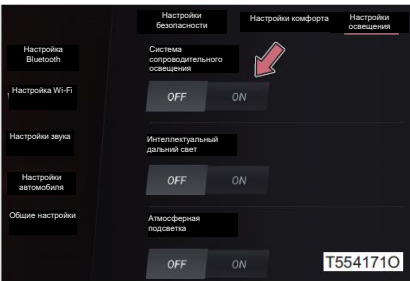 Настройки
безопасности
Настройки комфорта
Настройки
освещения
Настройка
Bluetooth
Система
сопроводительного
освещения
Настройка Wi-Fi
OFF
ON
Настройки звука
Интеллектуальный
дальний свет
Настройки
автомобиля
OFF
ON
Общие настройки
Атмосферная
подсветка
OFF
ON
T554171O